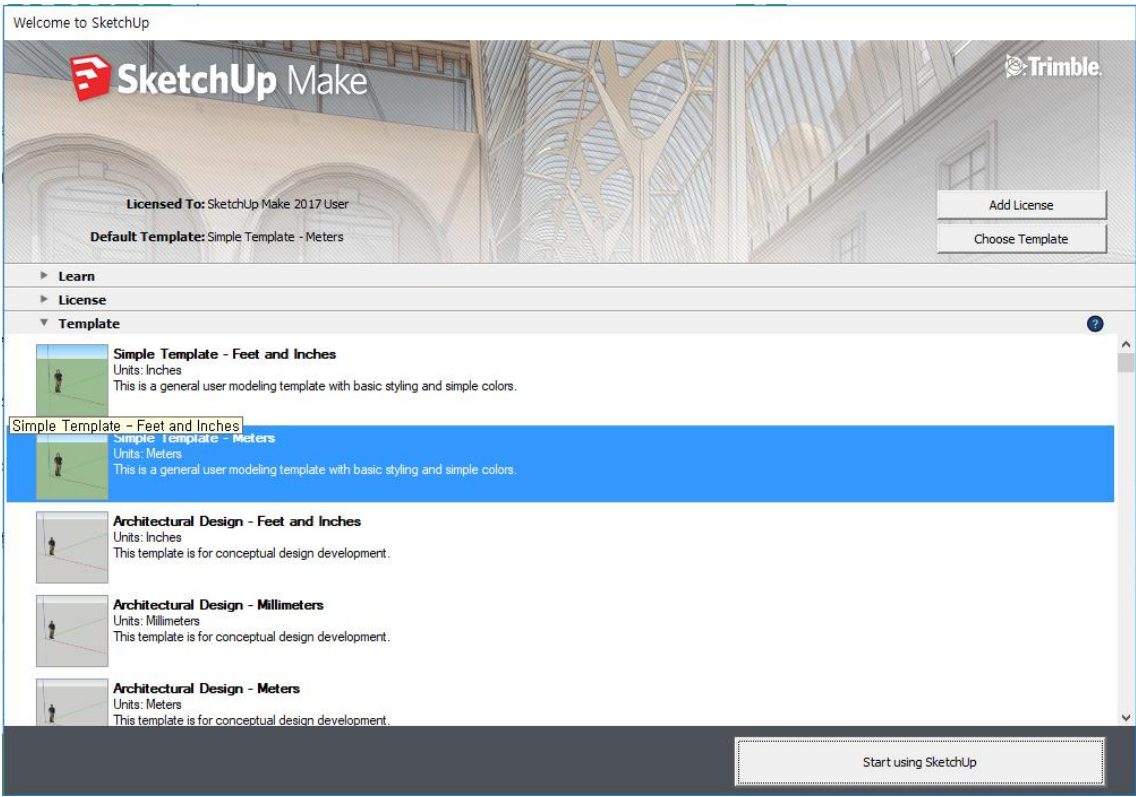 Welcome to SketchUp
SketchUp Make
Trimble.
Licensed To: SketchUp Make 2017 User
Add License
Default Template: Simple Template - Meters
Choose Template
Learn
License
Template
?
Simple Template - Feet and Inches
Units: Inches
This is a general user modeling template with basic styling and simple colors.
Simple Template - Feet and Inches
Simple Template - Meters
Units: Meters
This is a general user modeling template with basic styling and simple colors.
Architectural Design - Feet and Inches
Units: Inches
This template is for conceptual design development.
Architectural Design - Millimeters
Units: Millimeters
This template is for conceptual design development.
Architectural Design - Meters
Units: Meters
This template is for conceptual design development.
Start using SketchUp